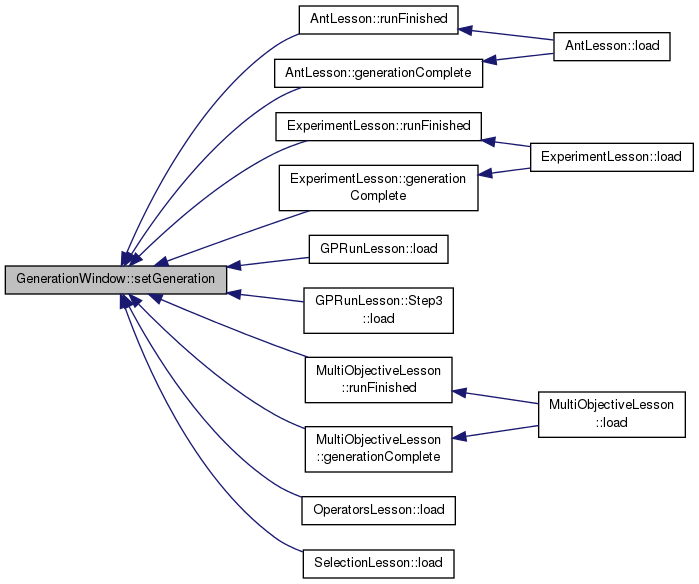 AntLesson::runFinished
AntLesson::load
AntLesson::generationComplete
ExperimentLesson::runFinished
ExperimentLesson::load
ExperimentLesson::generation
Complete
GPRunLesson::load
GenerationWindow::setGeneration
GPRunLesson::Step3
::load
MultiObjectiveLesson
::runFinished
MultiObjectiveLesson
::load
MultiObjectiveLesson
::generationComplete
OperatorsLesson::load
SelectionLesson::load